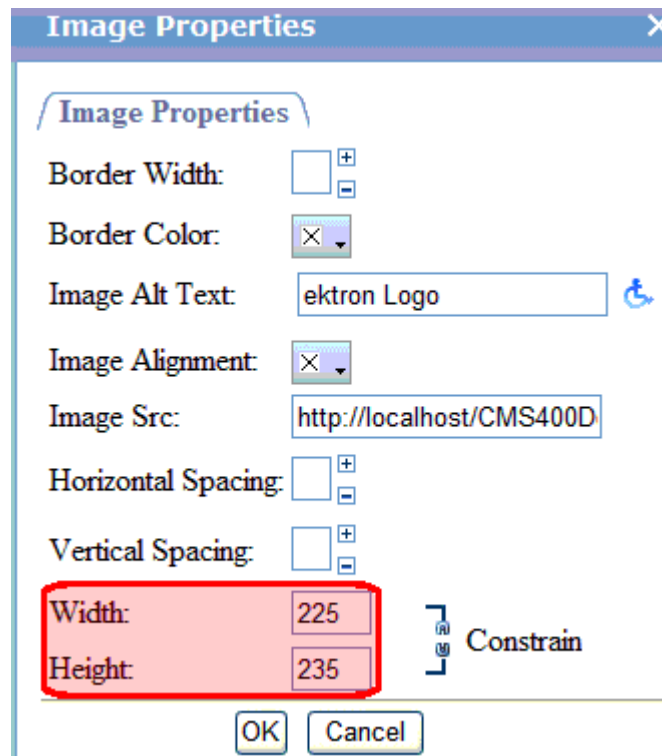 Image Properties
Image Properties
Border Width:
Border Color:
Image Alt Text: ektron Logo
Image Alignment:
Image Src: http://localhost/CMS400D
Horizontal Spacing:
Vertical Spacing:
Width: 225
Constrain
Height: 235
OK Cancel